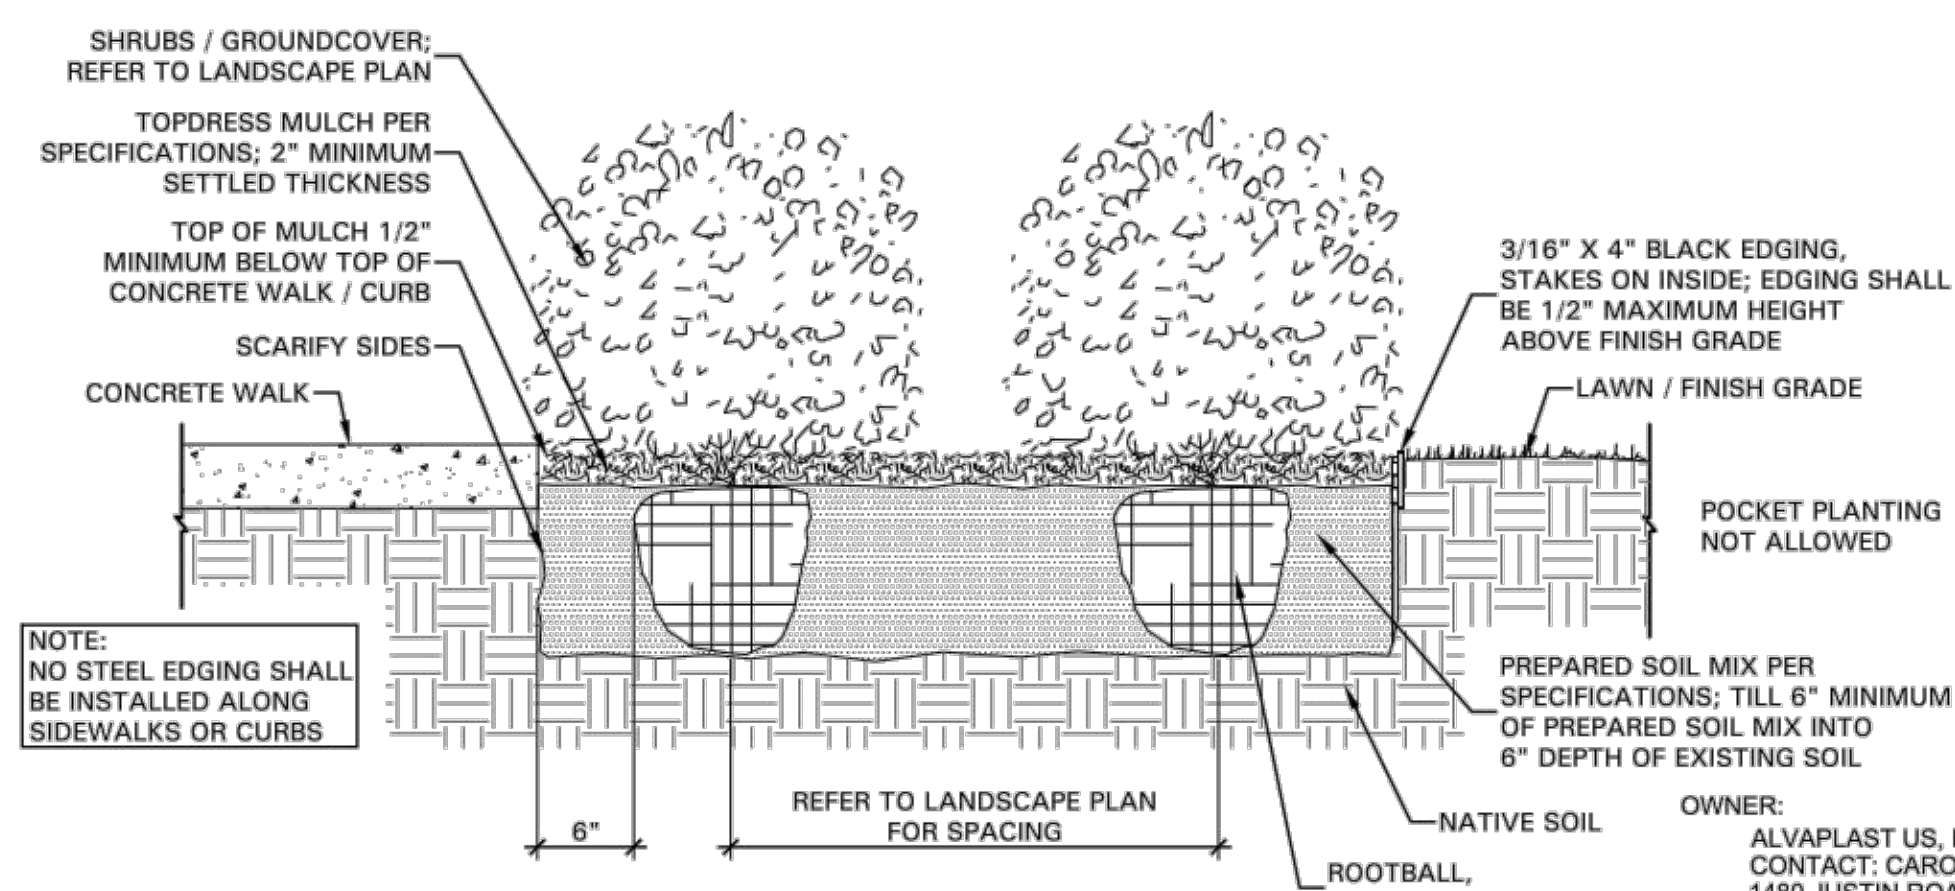 SHRUBS / GROUNDCOVER;
REFER TO LANDSCAPE PLAN
TOPDRESS MULCH PER
SPECIFICATIONS; 2" MINIMUM
SETTLED THICKNESS
TOP OF MULCH 1/2"
MINIMUM BELOW TOP OF
CONCRETE WALK / CURB
SCARIFY SIDES
CONCRETE WALK
NOTE:
NO STEEL EDGING SHALL
BE INSTALLED ALONG
SIDEWALKS OR CURBS
6"
REFER TO LANDSCAPE PLAN
FOR SPACING
3/16" X 4" BLACK EDGING,
STAKES ON INSIDE; EDGING SHALL
BE 1/2" MAXIMUM HEIGHT
ABOVE FINISH GRADE
LAWN / FINISH GRADE
POCKET PLANTING
NOT ALLOWED
PREPARED SOIL MIX PER
SPECIFICATIONS; TILL 6" MINIMUM
OF PREPARED SOIL MIX INTO
6" DEPTH OF EXISTING SOIL
NATIVE SOIL
ROOTBALL,
OWNER:
ALVAPLAST US,
CONTACT: